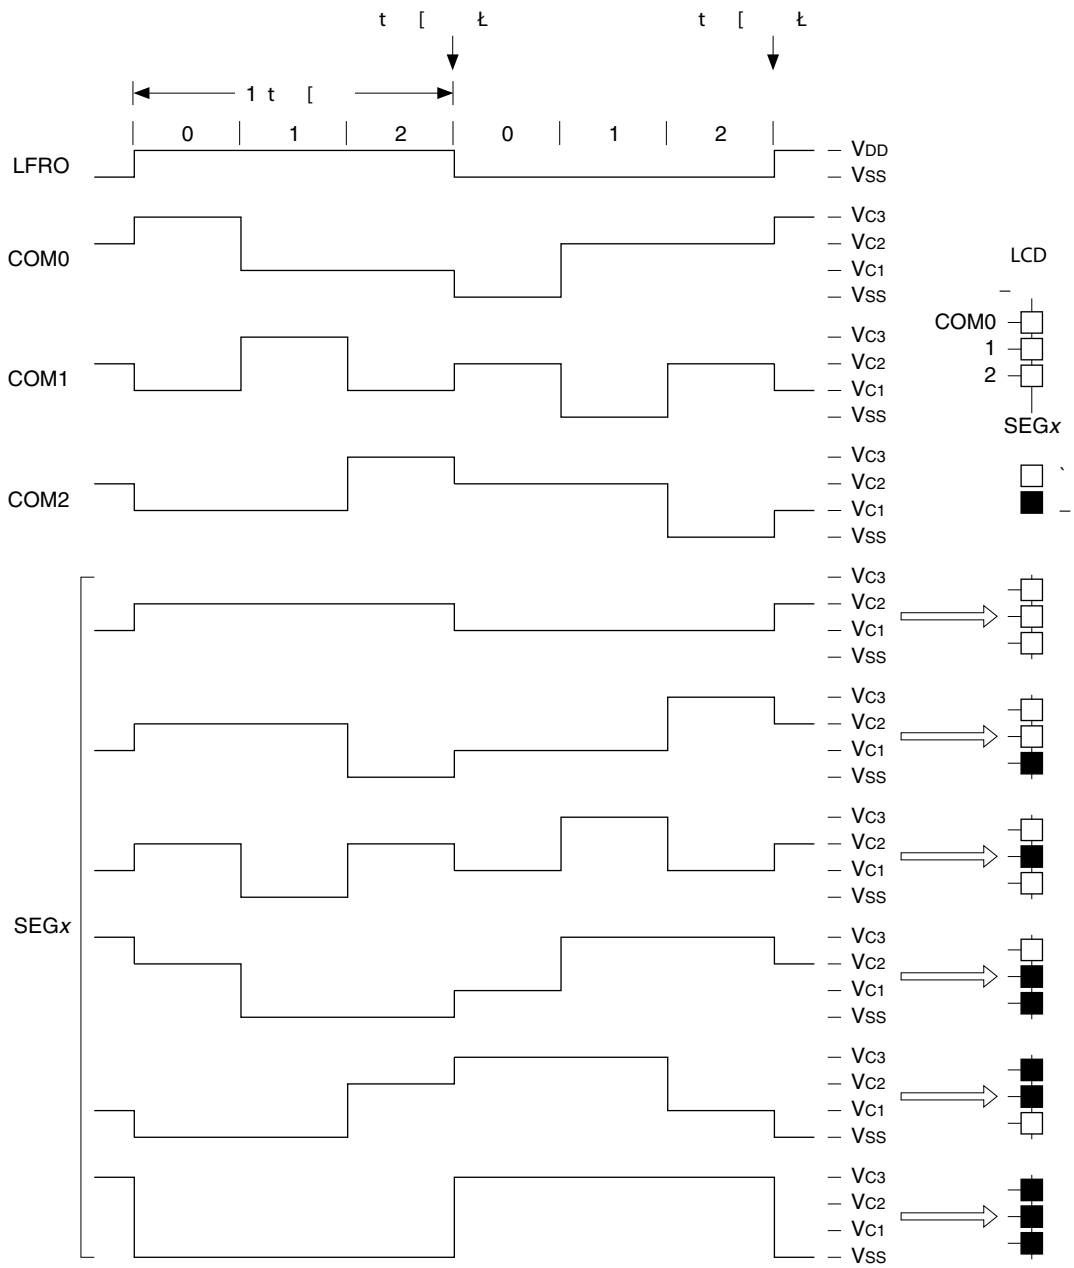 t [ Ł t [ Ł
1 t [
0 1 2 0 1 2
LFRO VDD
VSS
COM0 VC3
VC2
VC1
VSS
COM1 VC3
VC2
VC1
VSS
COM2 VC3
VC2
VC1
VSS
LCD
–
COM0
1
2
SEGx
`
–
SEGx
VC3
VC2
VC1
VSS
VC3
VC2
VC1
VSS
VC3
VC2
VC1
VSS
VC3
VC2
VC1
VSS
VC3
VC2
VC1
VSS
VC3
VC2
VC1
VSS